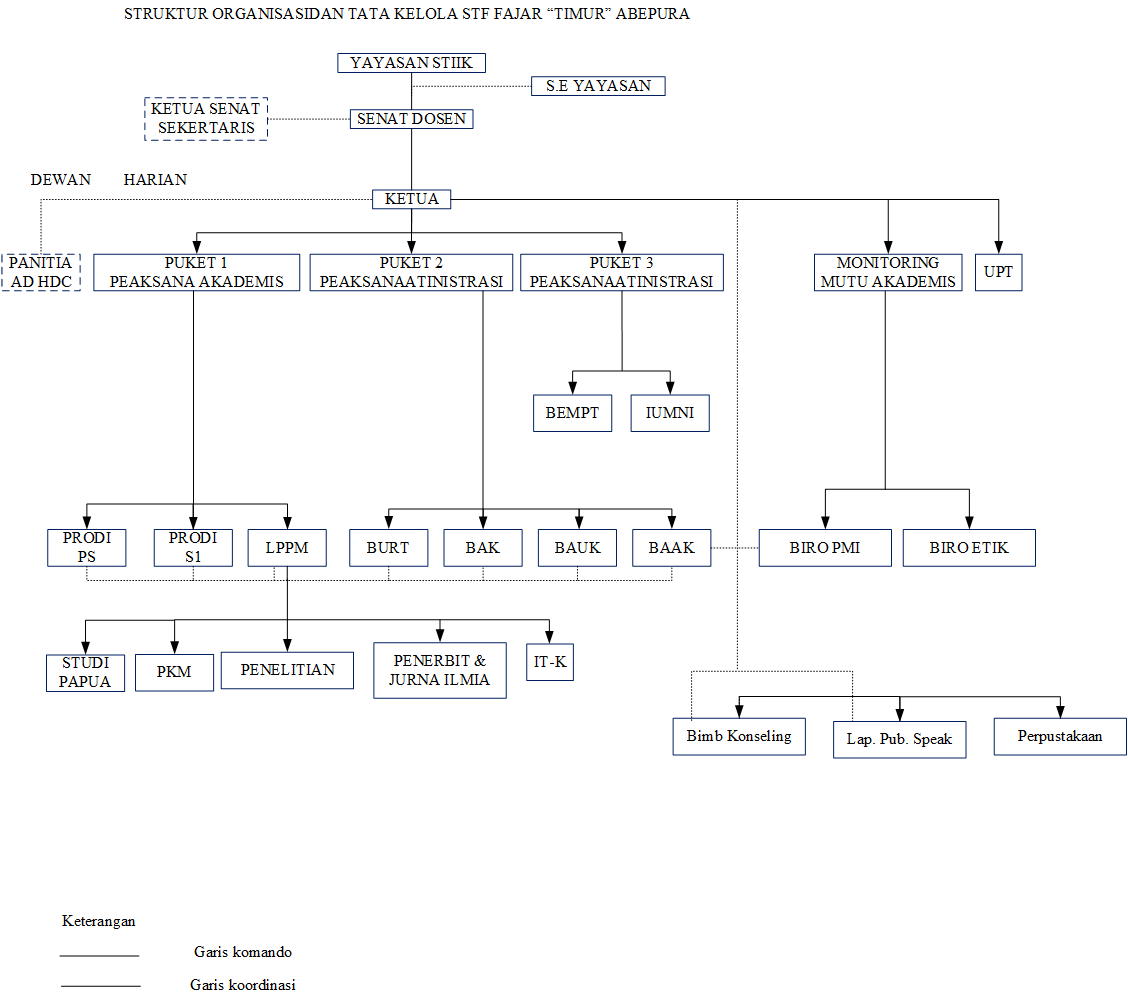 STRUKTUR ORGANISASIDAN TATA KELOLA STF FAJAR “TIMUR” ABEPURA
YAYASAN STIIK
S.E YAYASAN
KETUA SENAT
SEKERTARIS
SENAT DOSEN
DEWAN HARIAN
KETUA
PANITIA
AD HDC
PUKET 1
PEAKSANA AKADEMIS
PUKET 2
PEAKSANAATINISTRASI
PUKET 3
PEAKSANAATINISTRASI
MONITORING
MUTU AKADEMIS
UPT
BEMPT
IUMNI
PRODI
PS
PRODI
S1
LPPM
BURT
BAK
BAUK
BAAK
BIRO PMI
BIRO ETIK
STUDI
PAPUA
PKM
PENELITIAN
PENERBIT &
JURNA ILMIA
IT-K
Bimb Konseling
Lap. Pub. Speak
Perpustakaan
Keterangan
Garis komando
Garis koordinasi